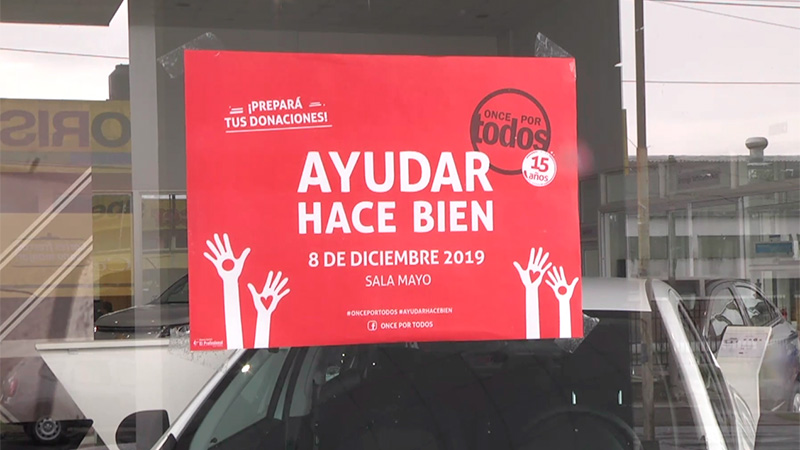 ¡PREPARÁ
TUS DONACIONES!
ONCE POR
todos
15
años
AYUDAR
HACE BIEN
8 DE DICIEMBRE 2019
SALA MAYO
#ONCEPORTODOS #AYUDARHACEBIEN
ONCE POR TODOS
ORIS